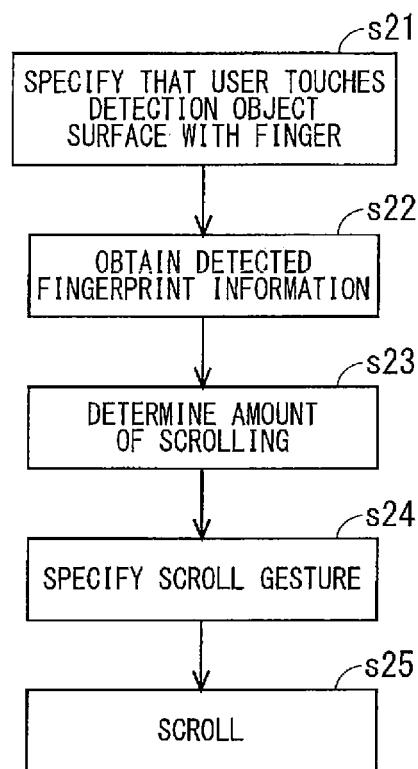 s21
SPECIFY THAT USER TOUCHES
DETECTION OBJECT
SURFACE WITH FINGER
s22
OBTAIN DETECTED
FINGERPRINT INFORMATION
s23
DETERMINE AMOUNT
OF SCROLLING
s24
SPECIFY SCROLL GESTURE
s25
SCROLL